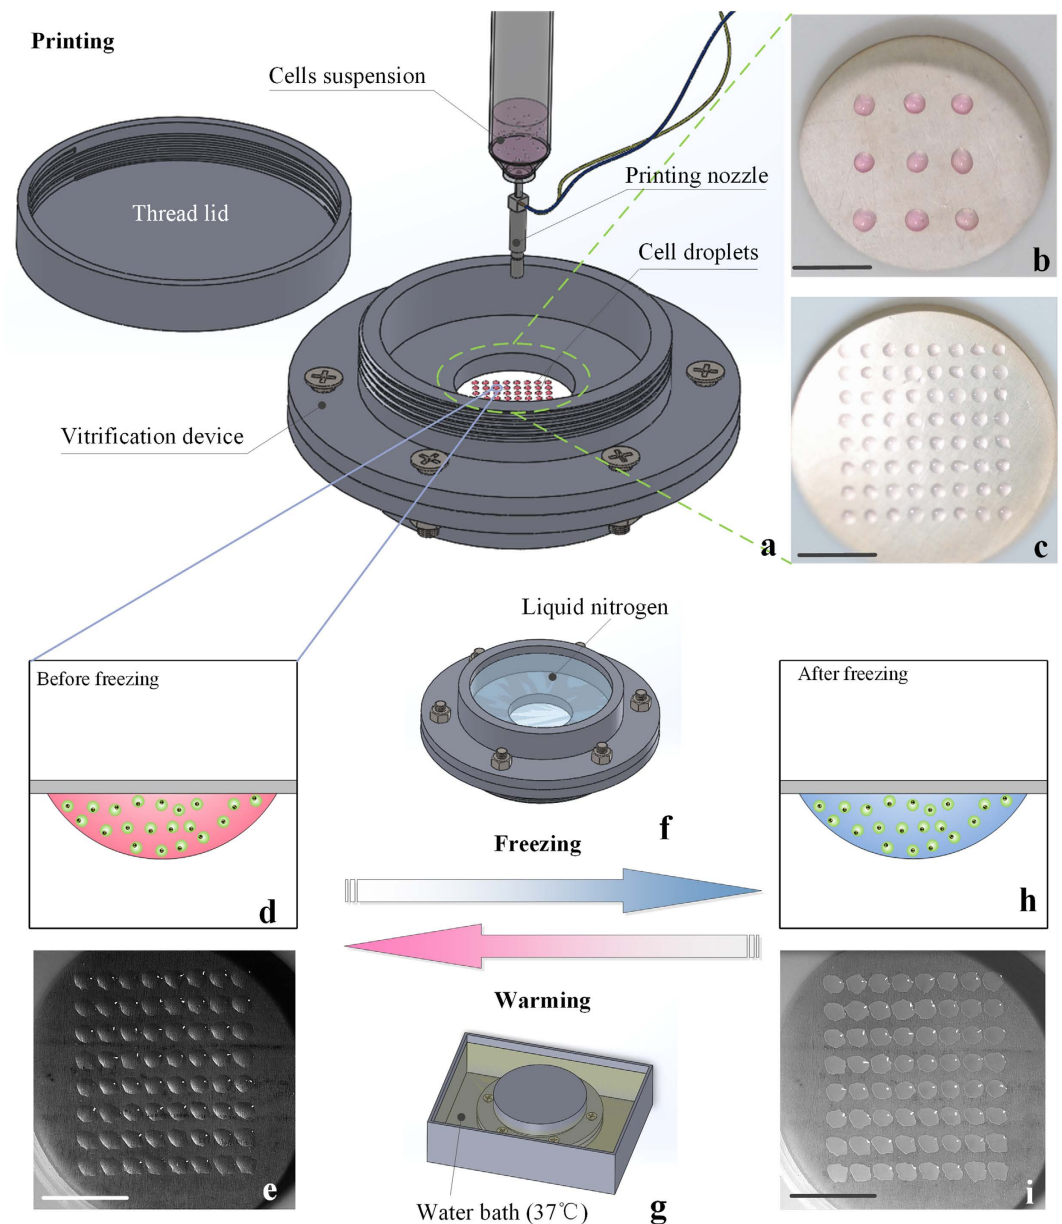 Printing
Cells suspension
Printing nozzle
Thread lid
Cell droplets
b
Vitrification device
a
c
Liquid nitrogen
Before freezing
After freezing
f
Freezing
d
h
Warming
e
g
i
Water bath (37℃)